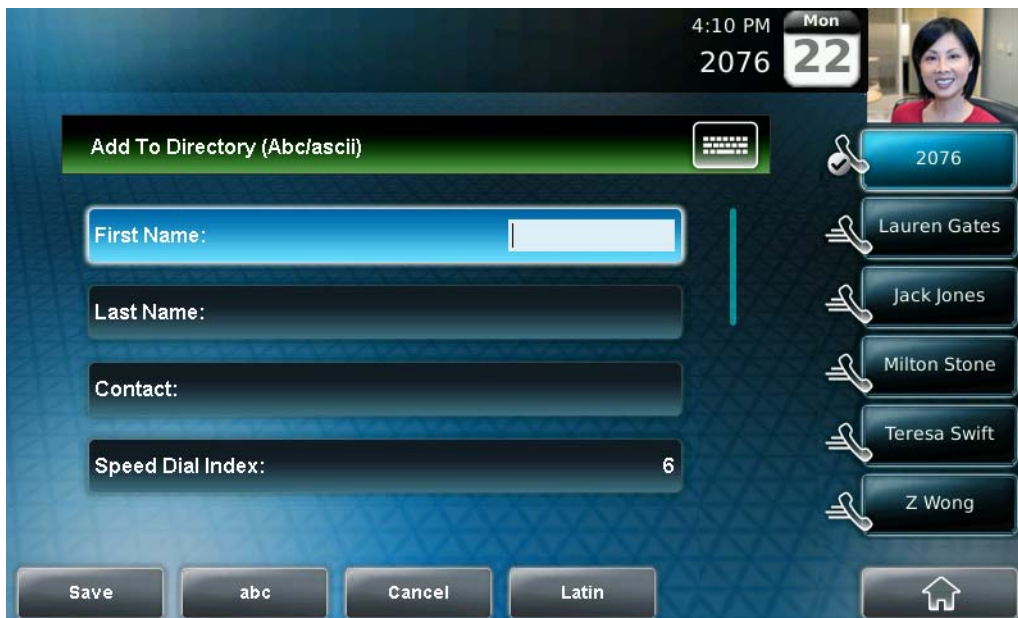 4:10 PM
2076
Mon
22
Add To Directory (Abc/ascii)
First Name:
Last Name:
Contact:
Speed Dial Index: 6
2076
Lauren Gates
Jack Jones
Milton Stone
Teresa Swift
Z Wong
Save
abc
Cancel
Latin